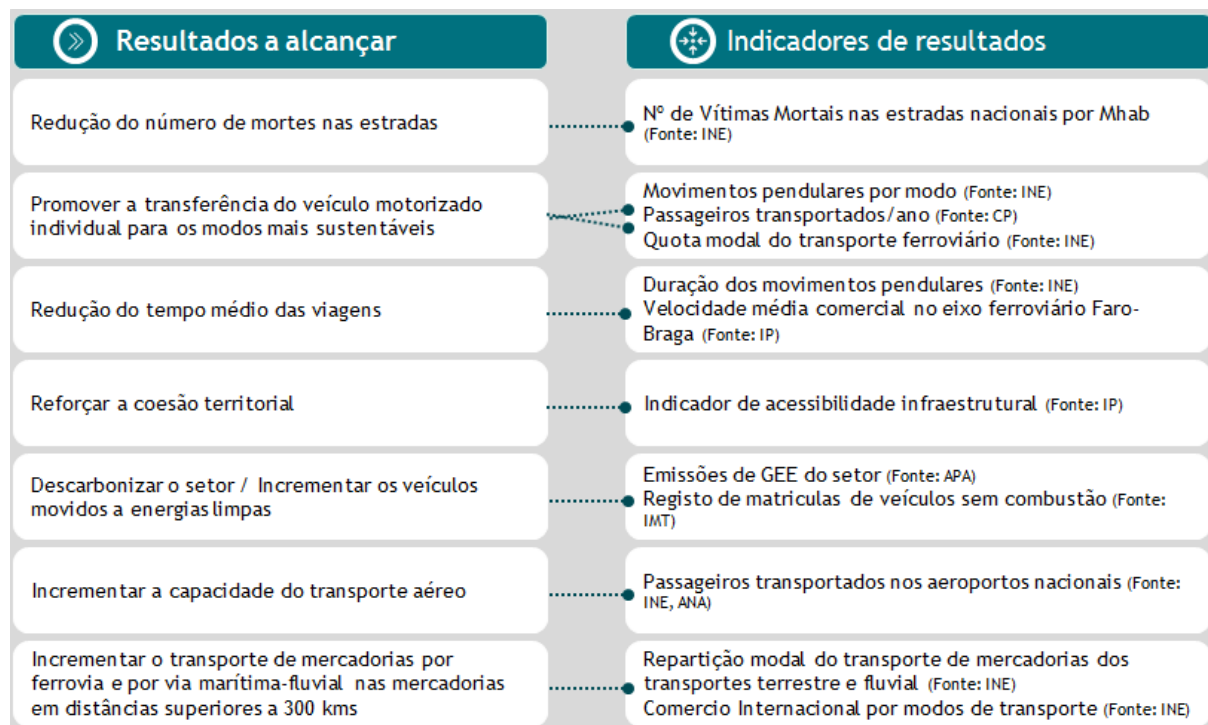 Resultados a alcançar
Indicadores de resultados
Redução do número de mortes nas estradas
Nº de Vítimas Mortais nas estradas nacionais por Mhab
(Fonte: INE)
Promover a transferência do veículo motorizado
individual para os modos mais sustentáveis
Movimentos pendulares por modo (Fonte: INE)
Passageiros transportados/ano (Fonte: CP)
Quota modal do transporte ferroviário (Fonte: INE)
Redução do tempo médio das viagens
Duração dos movimentos pendulares (Fonte: INE)
Velocidade média comercial no eixo ferroviário Faro-
Braga (Fonte: IP)
Reforçar a coesão territorial
Indicador de acessibilidade infraestrutural (Fonte: IP)
Descarbonizar o setor / Incrementar os veículos
movidos a energias limpas
Emissões de GEE do setor (Fonte: APA)
Registo de matriculas de veículos sem combustão (Fonte:
IMT)
Incrementar a capacidade do transporte aéreo
Passageiros transportados nos aeroportos nacionais (Fonte:
INE, ANA)
Incrementar o transporte de mercadorias por
ferrovia e por via marítima-fluvial nas mercadorias
em distâncias superiores a 300 kms
Repartição modal do transporte de mercadorias dos
transportes terrestre e fluvial (Fonte: INE)
Comercio Internacional por modos de transporte (Fonte: INE)